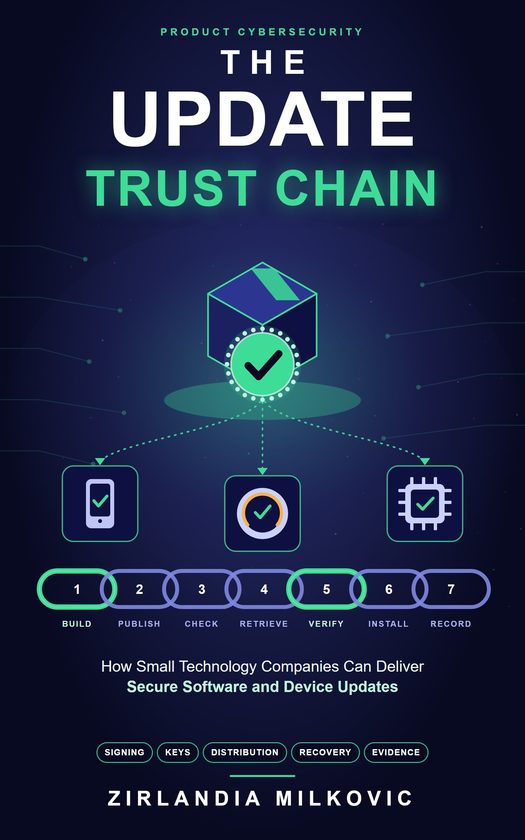 PRODUCT CYBERSECURITY
THE
UPDATE
TRUST CHAIN
1 2 3 4 5 6 7
BUILD PUBLISH CHECK RETRIEVE VERIFY INSTALL RECORD
How Small Technology Companies Can Deliver
Secure Software and Device Updates
SIGNING KEYS DISTRIBUTION RECOVERY EVIDENCE
ZIRLANDIA MILKOVIC